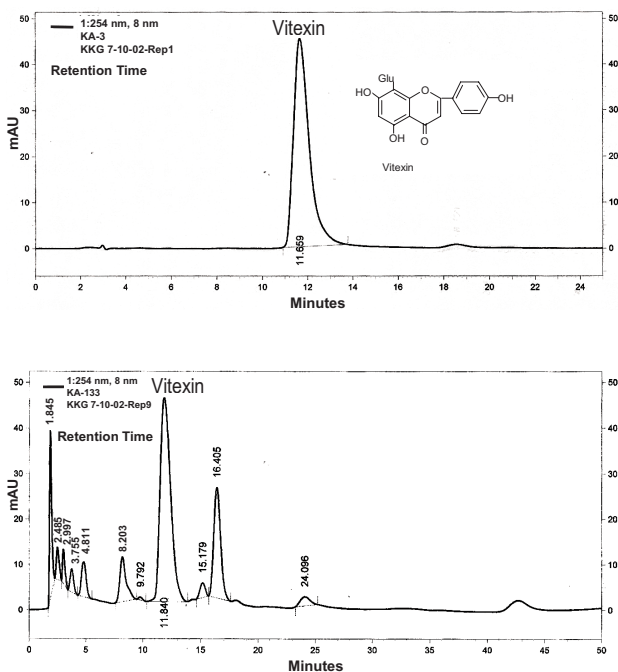 1:254 nm, 8 nm
KA-3
KKG 7-10-02-Rep1
Retention Time
Vitexin
50
40
30
20
10
0
mAU
50
40
30
20
10
0
Glu
HO
O
OH
OH
O
Vitexin
11.659
0 2 4 6 8 10 12 14 16 18 20 22 24
Minutes
1:254 nm, 8 nm
KA-133
KKG 7-10-02-Rep9
Retention Time
Vitexin
50
40
30
20
10
0
mAU
50
40
30
20
10
0
1.845
2.485
2.997
3.755
4.811
8.203
9.792
11.840
15.179
16.405
24.096
0 5 10 15 20 25 30 35 40 45 50
Minutes